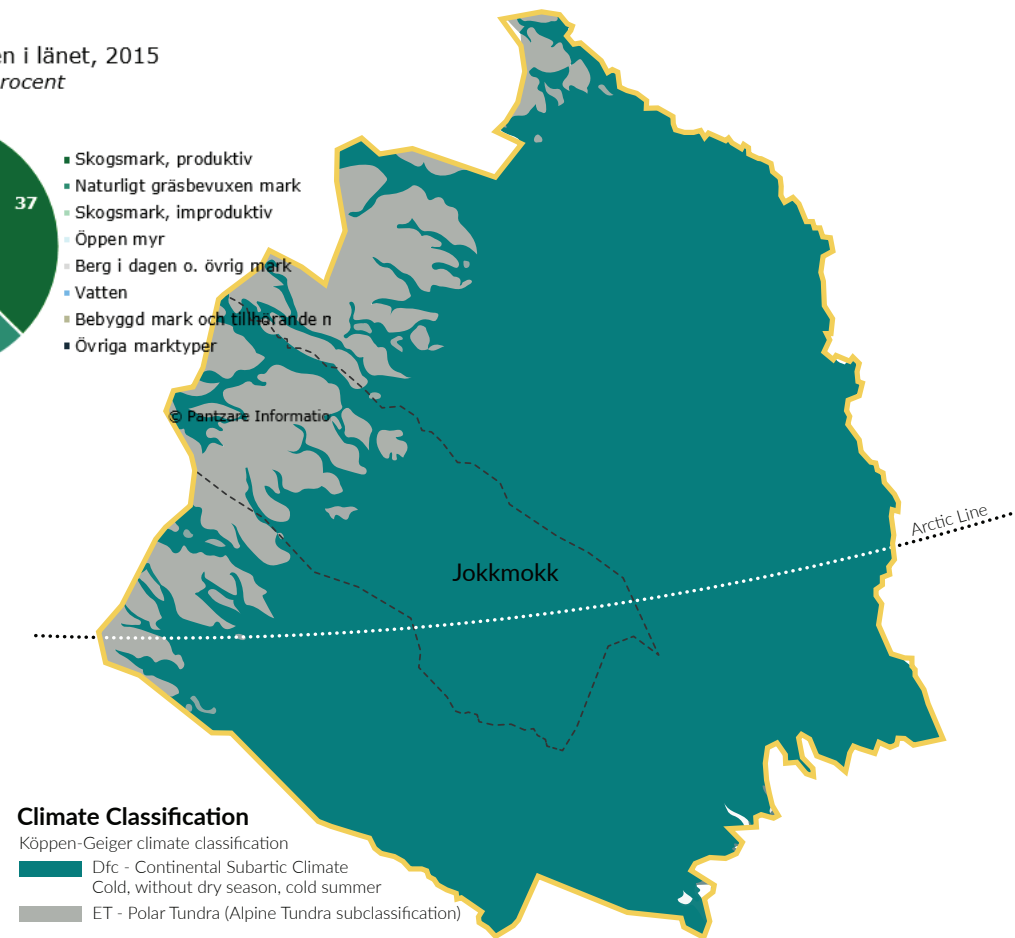 en i länet, 2015
rocent
37
Skogsmark, produktiv
Naturligt gräsbevuxen mark
Skogsmark, improduktiv
Öppen myr
Berg i dagen o. övrig mark
Vatten
Bebyggd mark och tillhörande n
Övriga marktyper
© Pantzare Informatio
Arctic Line
Jokkmokk
Climate Classification
Köppen-Geiger climate classification
Dfc - Continental Subartic Climate
Cold, without dry season, cold summer
ET - Polar Tundra (Alpine Tundra subclassification)